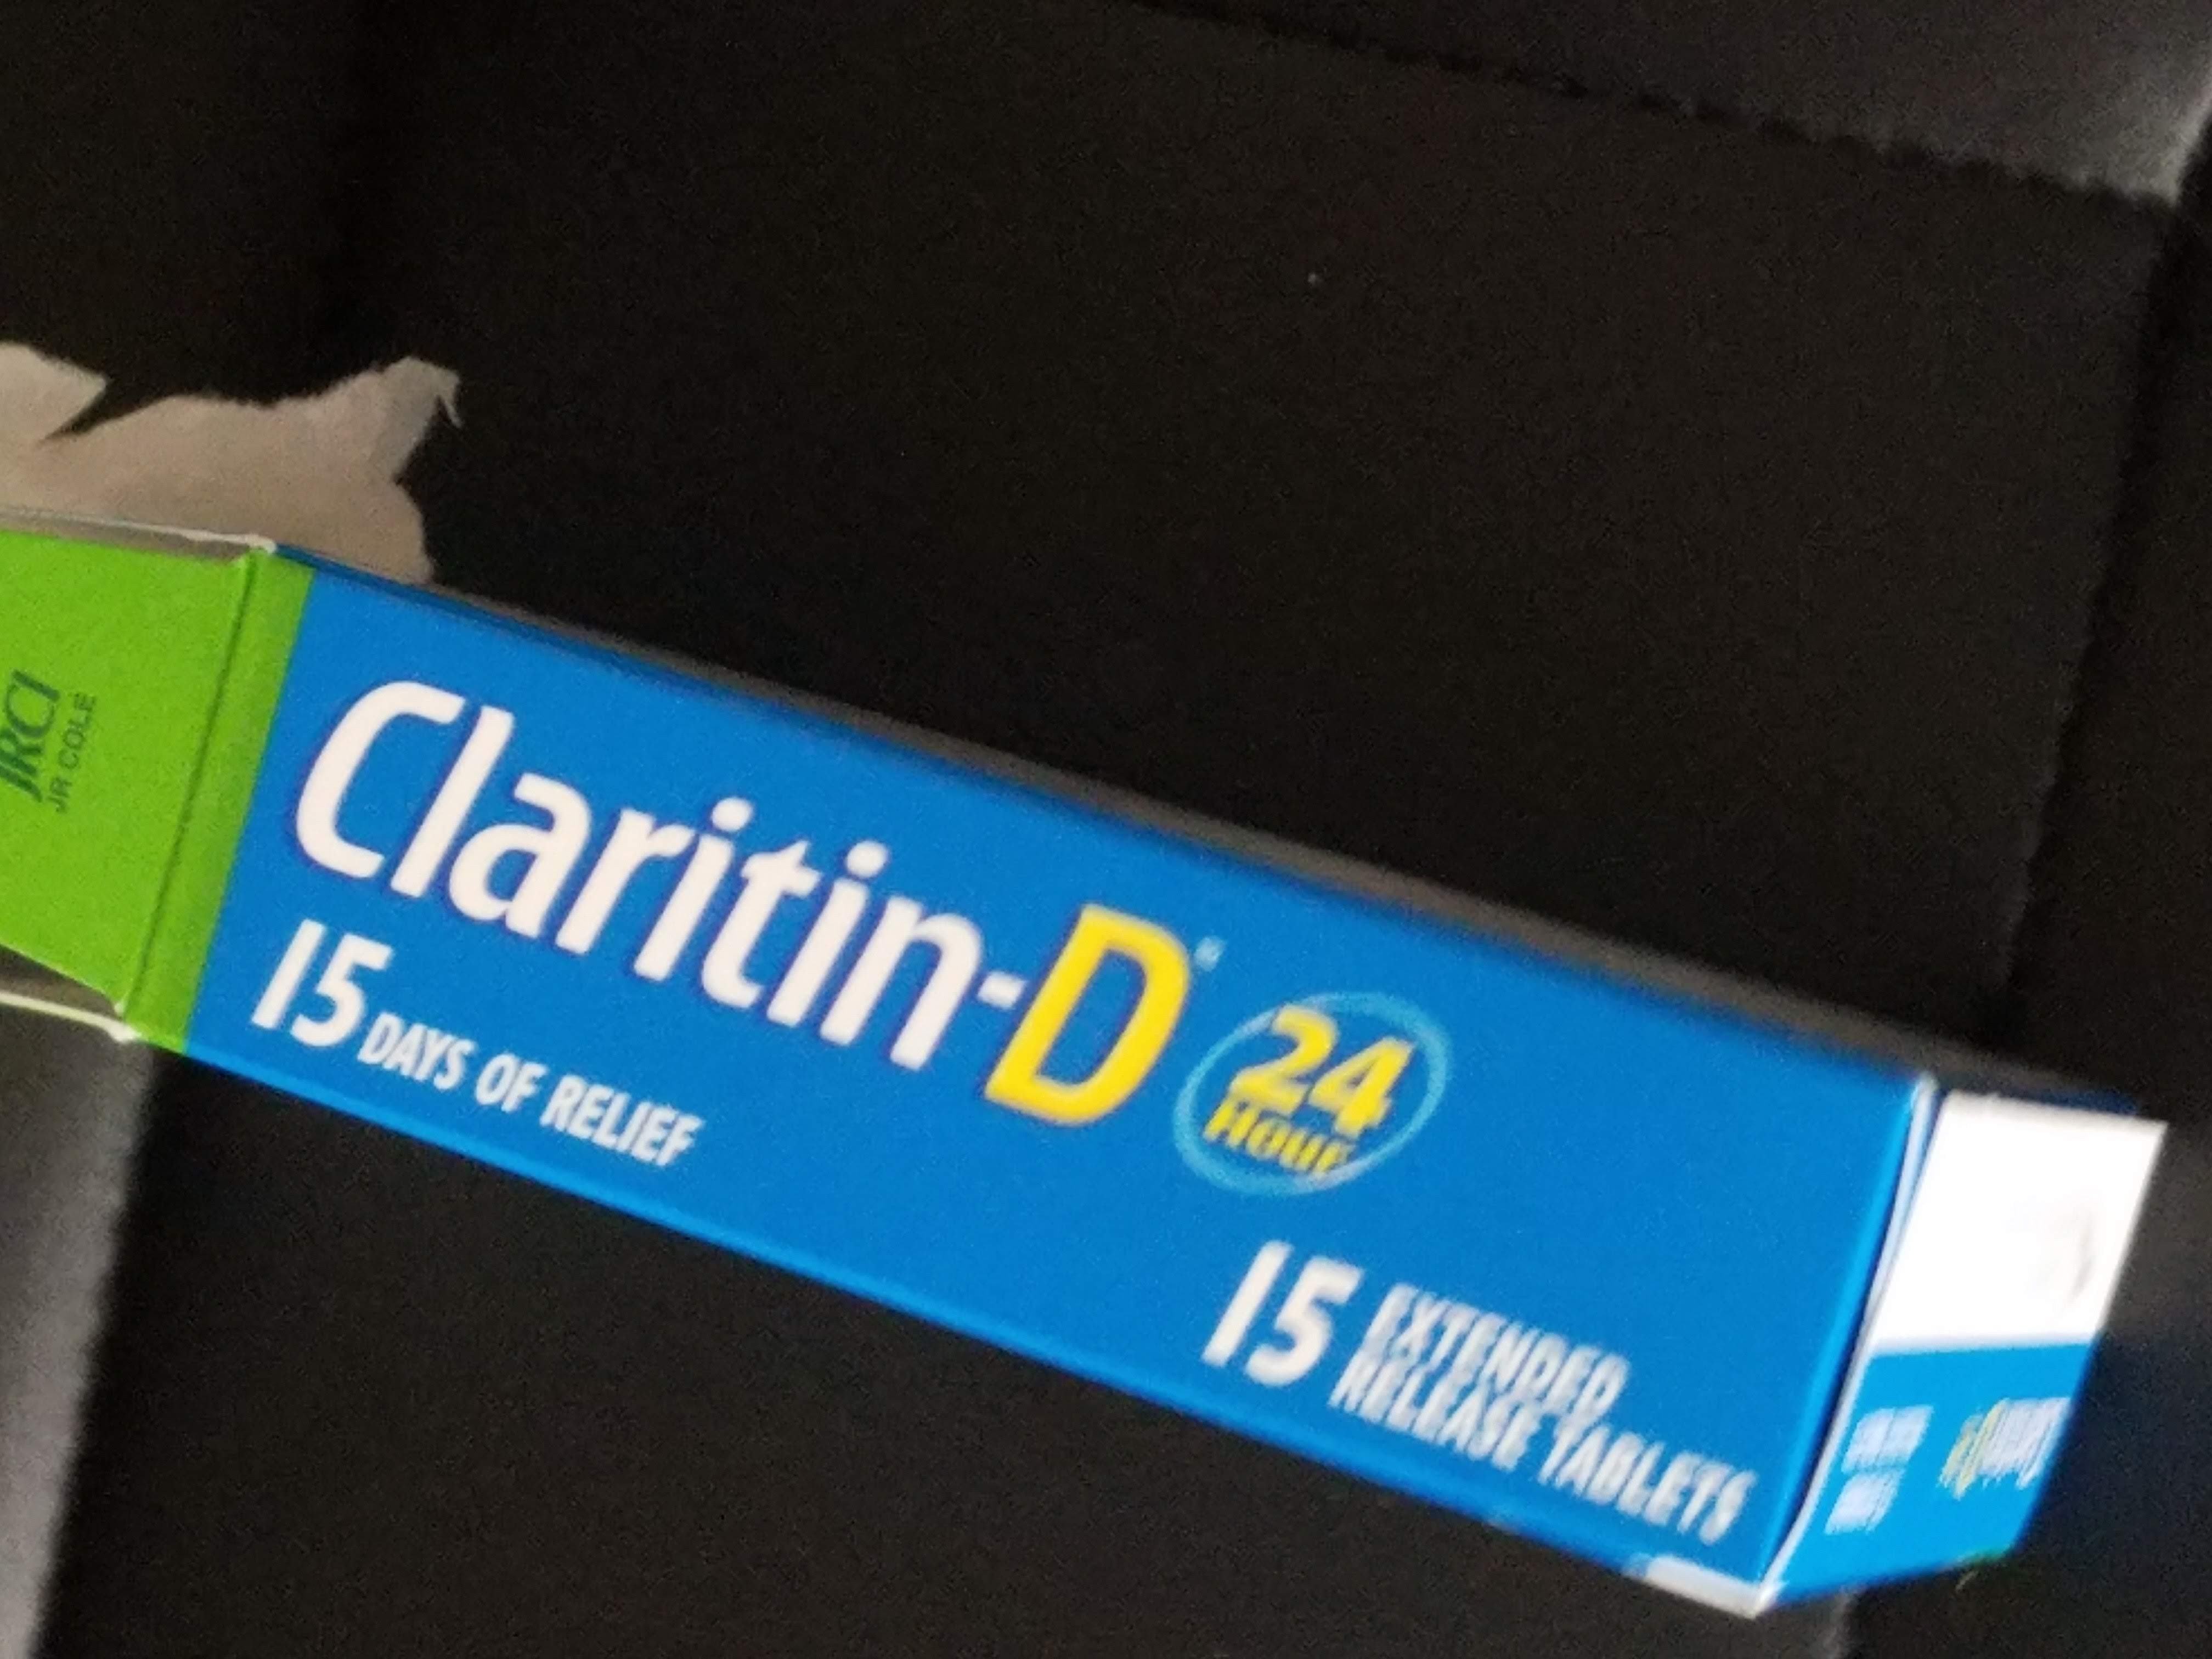 JRCI
JR COLE
Claritin-D
24
HOUR
15 DAYS OF RELIEF
15 EXTENDED
RELEASE TABLETS